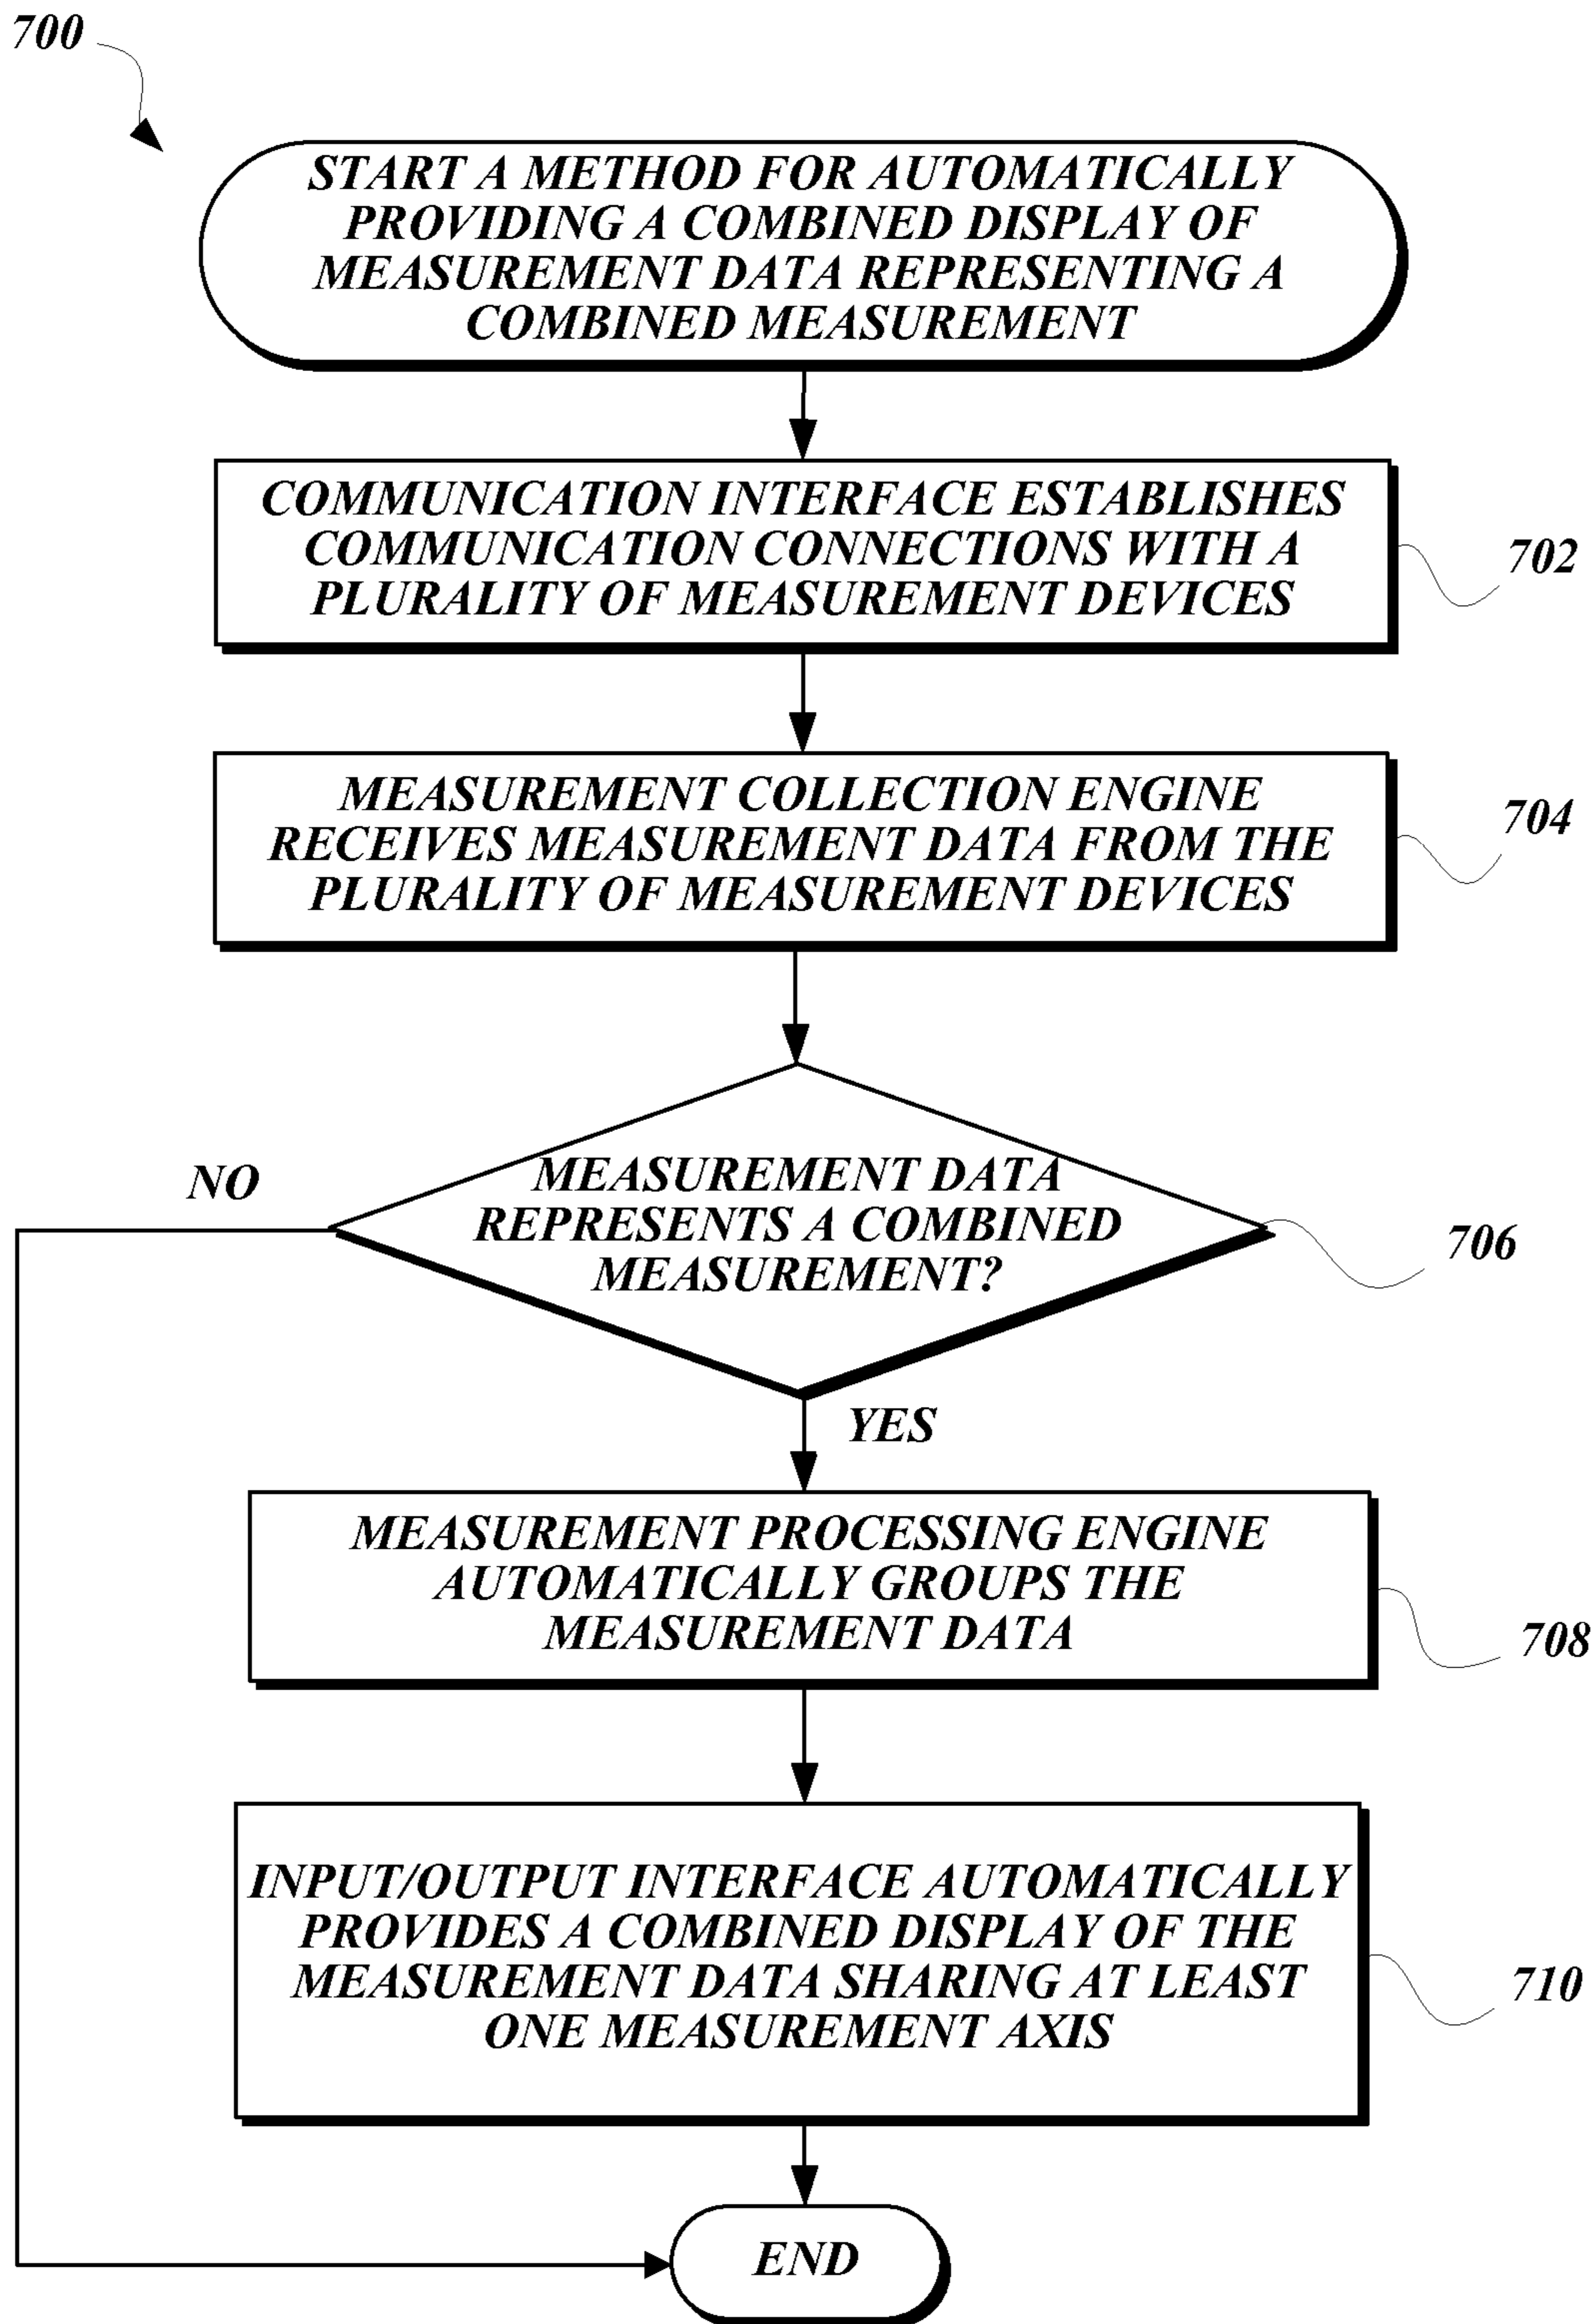 700
START A METHOD FOR AUTOMATICALLY
PROVIDING A COMBINED DISPLAY OF
MEASUREMENT DATA REPRESENTING A
COMBINED MEASUREMENT
COMMUNICATION INTERFACE ESTABLISHES
COMMUNICATION CONNECTIONS WITH A
PLURALITY OF MEASUREMENT DEVICES
702
MEASUREMENT COLLECTION ENGINE
RECEIVES MEASUREMENT DATA FROM THE
PLURALITY OF MEASUREMENT DEVICES
704
NO
MEASUREMENT DATA
REPRESENTS A COMBINED
MEASUREMENT?
706
YES
MEASUREMENT PROCESSING ENGINE
AUTOMATICALLY GROUPS THE
MEASUREMENT DATA
708
INPUT/OUTPUT INTERFACE AUTOMATICALLY
PROVIDES A COMBINED DISPLAY OF THE
MEASUREMENT DATA SHARING AT LEAST
ONE MEASUREMENT AXIS
710
END